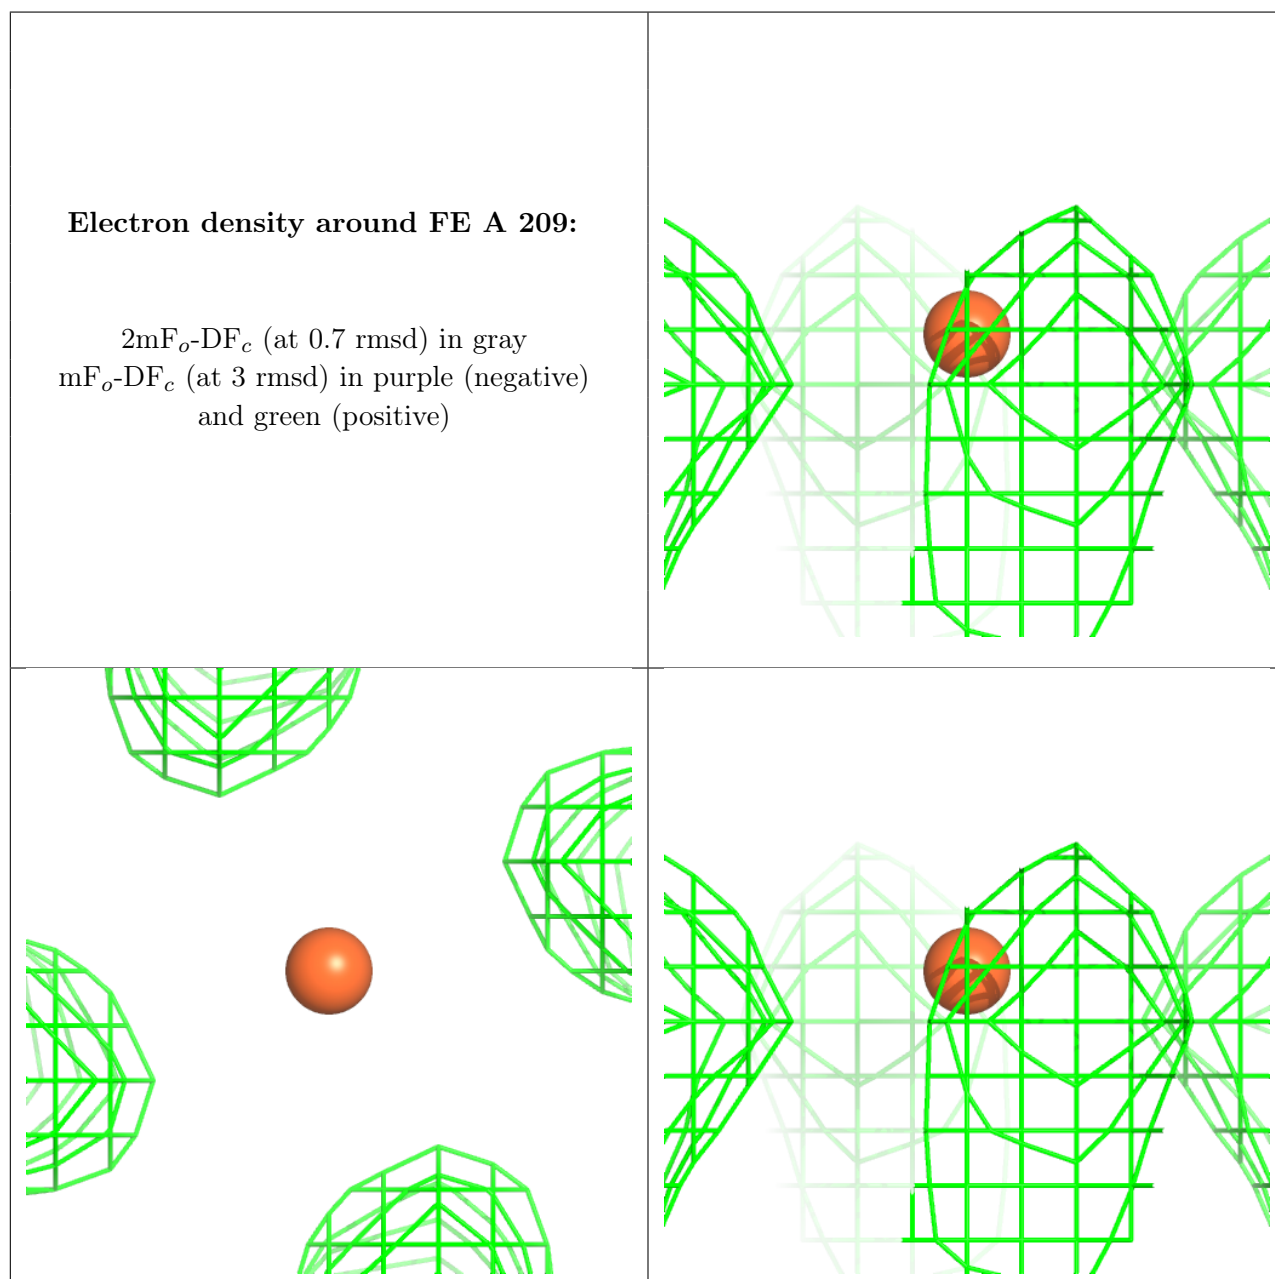 Electron density around FE A 209:
2mFo-DFc (at 0.7 rmsd) in gray
mFo-DFc (at 3 rmsd) in purple (negative)
and green (positive)